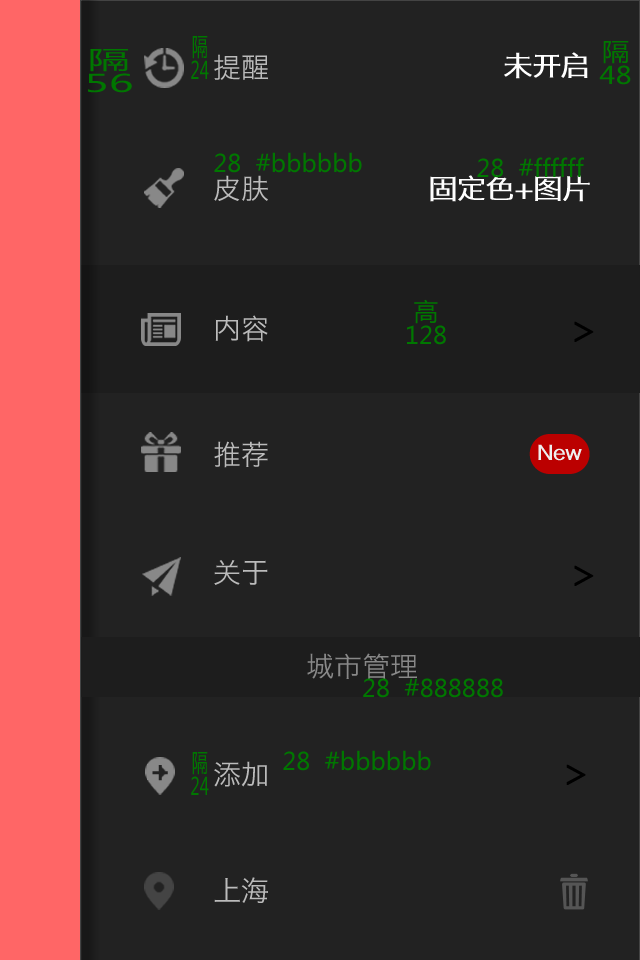 隔
56
隔
24
提醒
未开启
隔
48
28 #bbbbbb
皮肤
28 #ffffff
固定色+图片
内容
高
128
>
推荐
New
关于
>
城市管理
28 #888888
隔
24
添加
28 #bbbbbb
>
上海